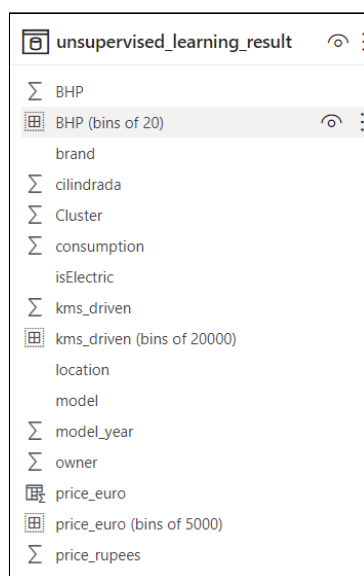 unsupervised_learning_result
BHP
BHP (bins of 20)
brand
cilindrada
Cluster
consumption
isElectric
kms_driven
kms_driven (bins of 20000)
location
model
model_year
owner
price_euro
price_euro (bins of 5000)
price_rupees